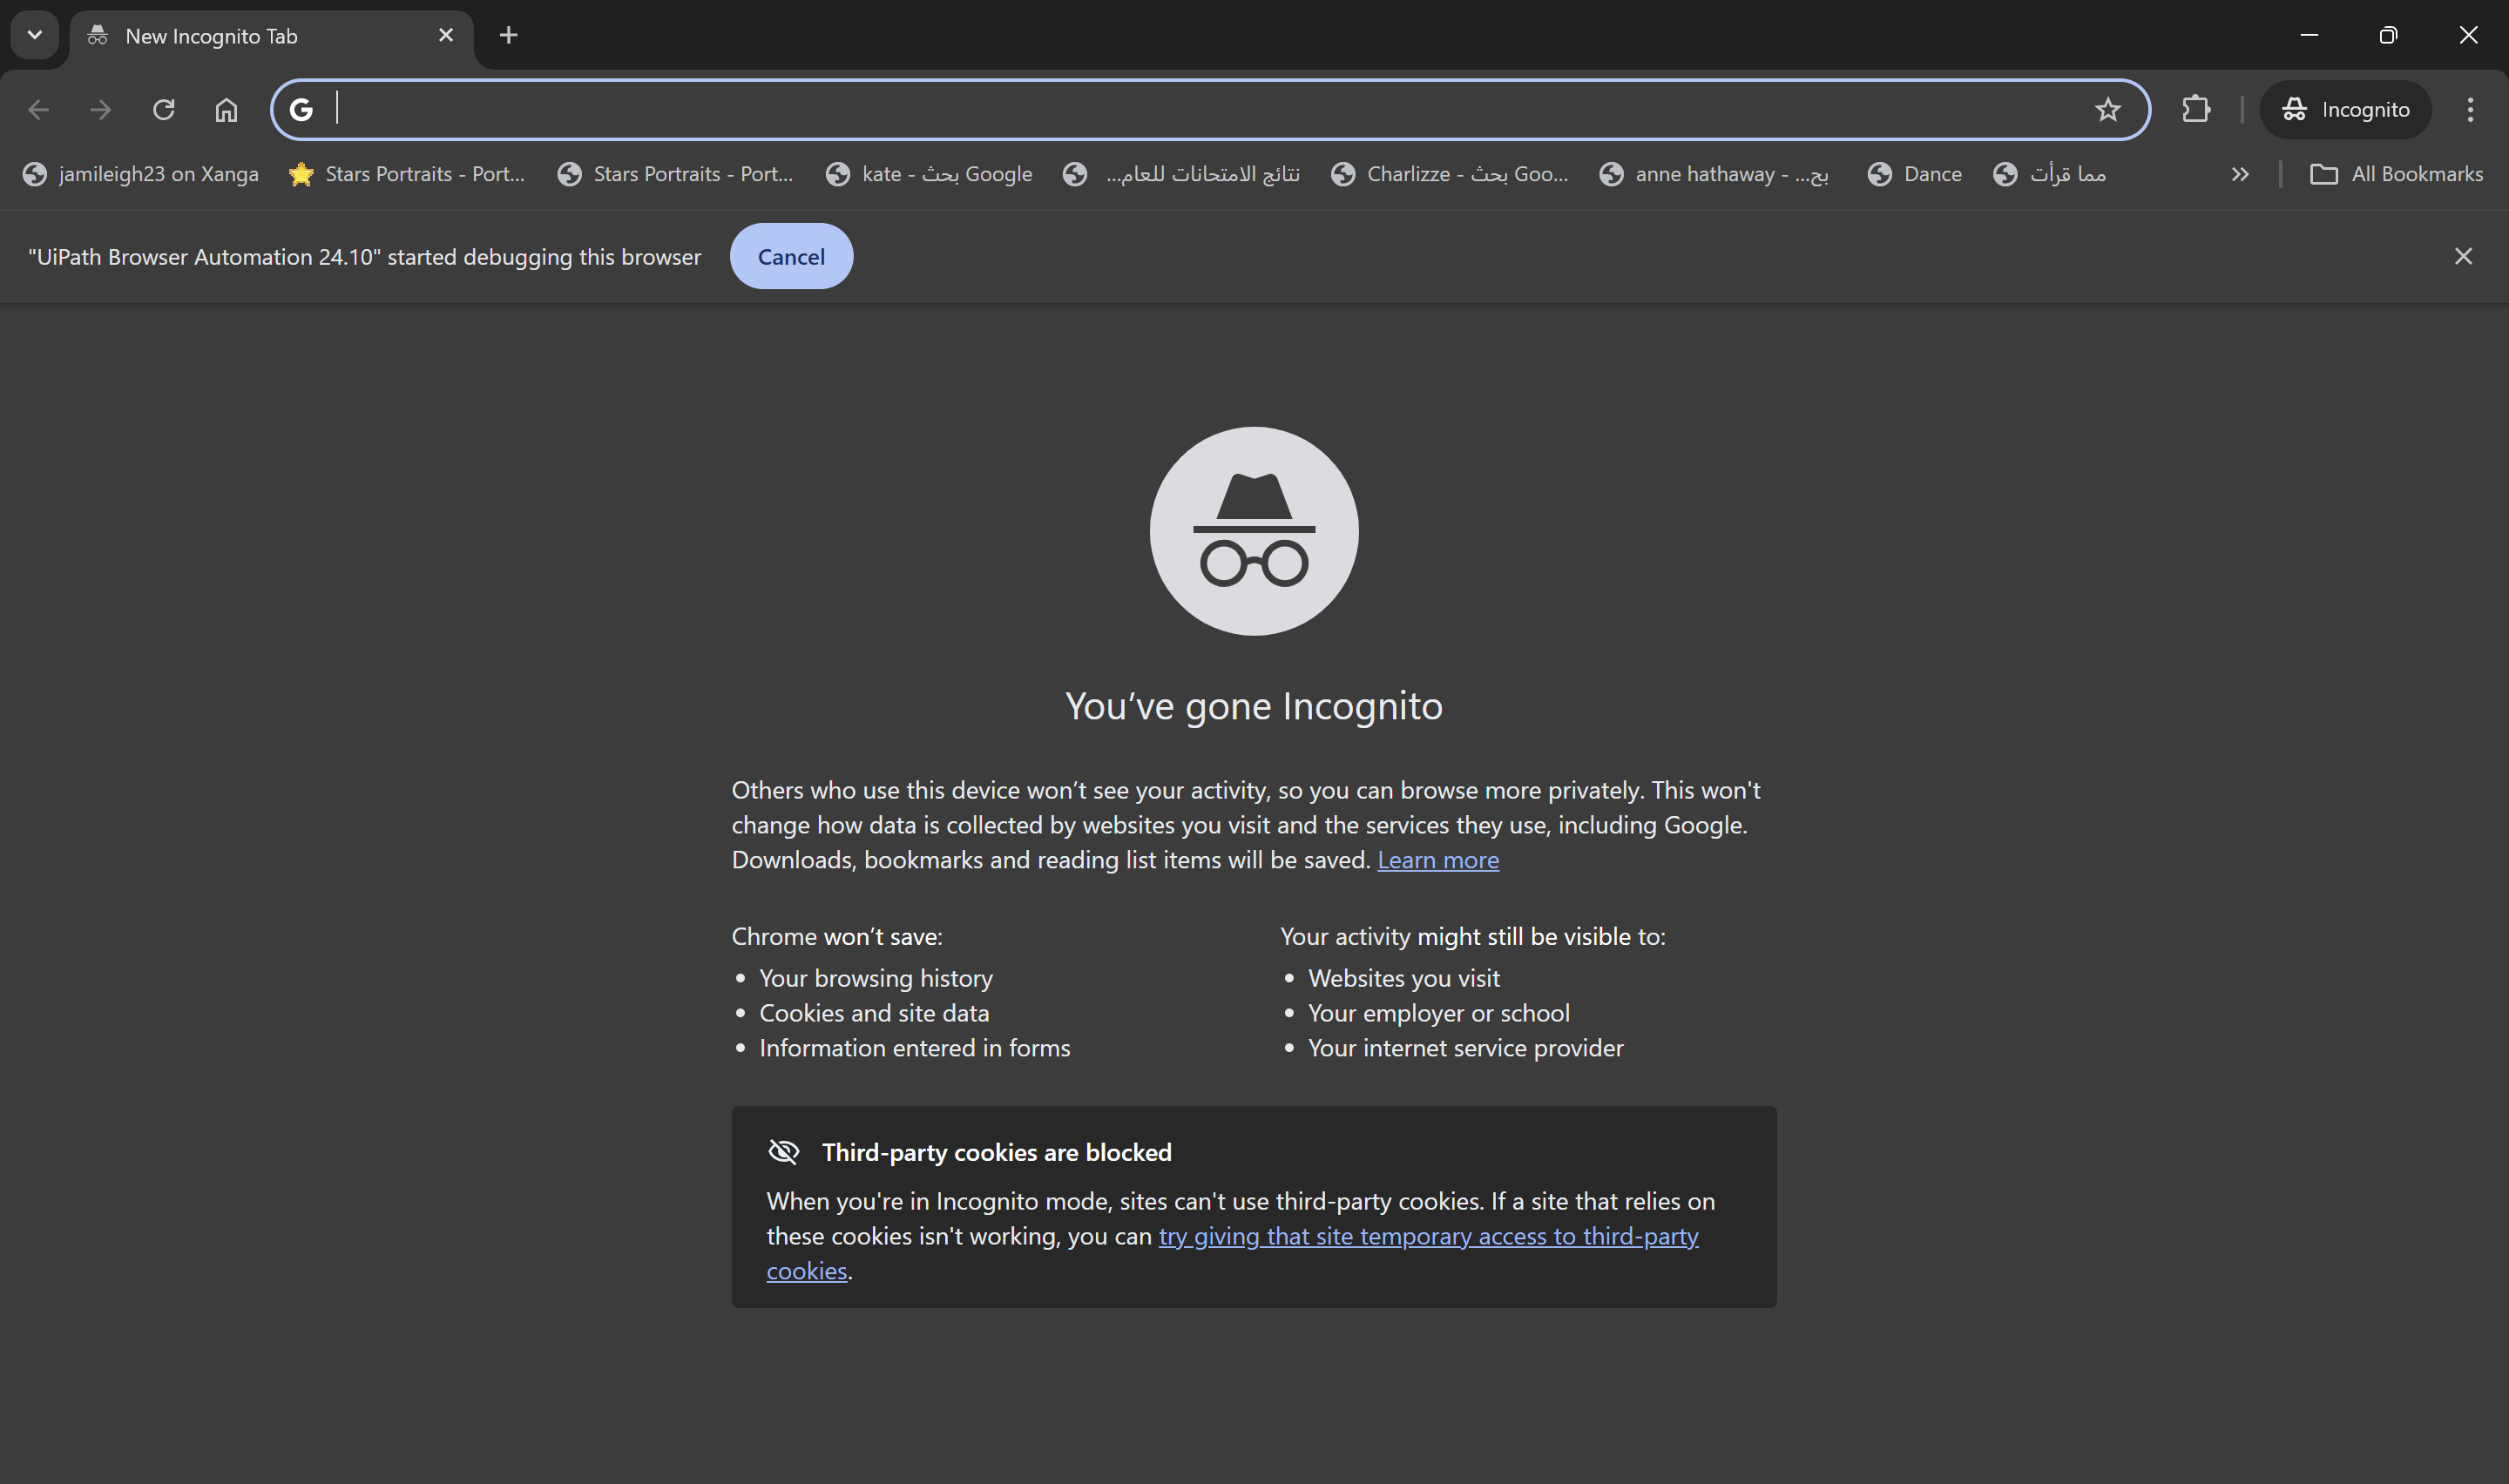 New Incognito Tab
Incognito
jamileigh23 on Xanga
Stars Portraits - Port...
Stars Portraits - Port...
kate - بحث Google
نتائج الامتحانات للعام...
Charlizze - بحث Goo...
anne hathaway - بح...
Dance
مما قرأت
All Bookmarks
"UiPath Browser Automation 24.10" started debugging this browser
Cancel
You’ve gone Incognito
Others who use this device won’t see your activity, so you can browse more privately. This won't
change how data is collected by websites you visit and the services they use, including Google.
Downloads, bookmarks and reading list items will be saved. Learn more
Chrome won’t save:
Your browsing history
Cookies and site data
Information entered in forms
Your activity might still be visible to:
Websites you visit
Your employer or school
Your internet service provider
Third-party cookies are blocked
When you're in Incognito mode, sites can't use third-party cookies. If a site that relies on
these cookies isn't working, you can try giving that site temporary access to third-party
cookies.